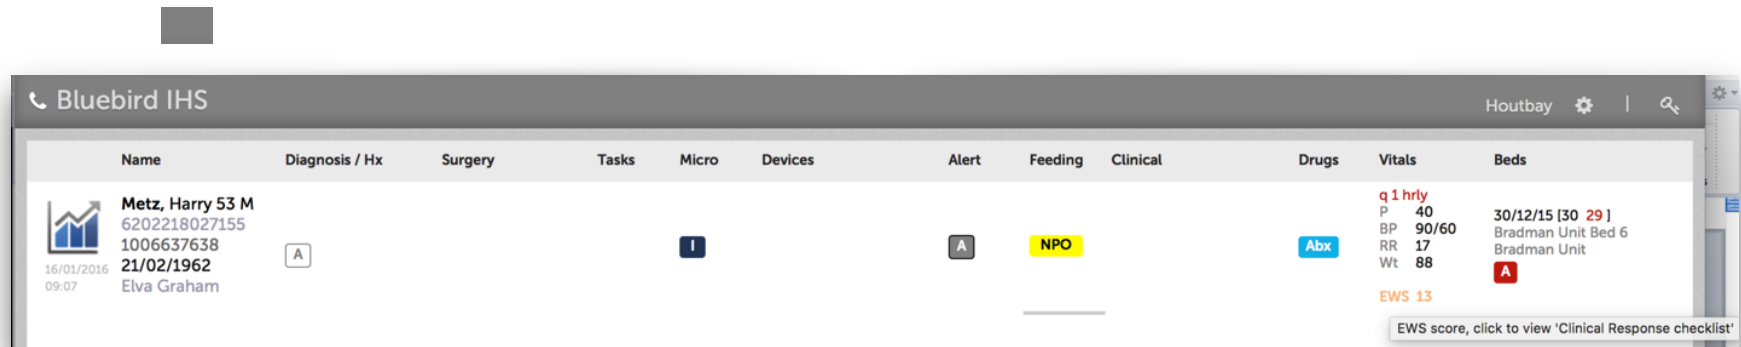 Bluebird IHS
Houtbay
Name Diagnosis / Hx Surgery Tasks Micro Devices Alert Feeding Clinical Drugs Vitals Beds
16/01/2016
09:07
Metz, Harry 53 M
6202218027155
1006637638
21/02/1962
Elva Graham
A
I
A
NPO
Abx
q 1 hrly
P 40
BP 90/60
RR 17
Wt 88
EWS 13
30/12/15 [30 29 ]
Bradman Unit Bed 6
Bradman Unit
A
EWS score, click to view 'Clinical Response checklist'